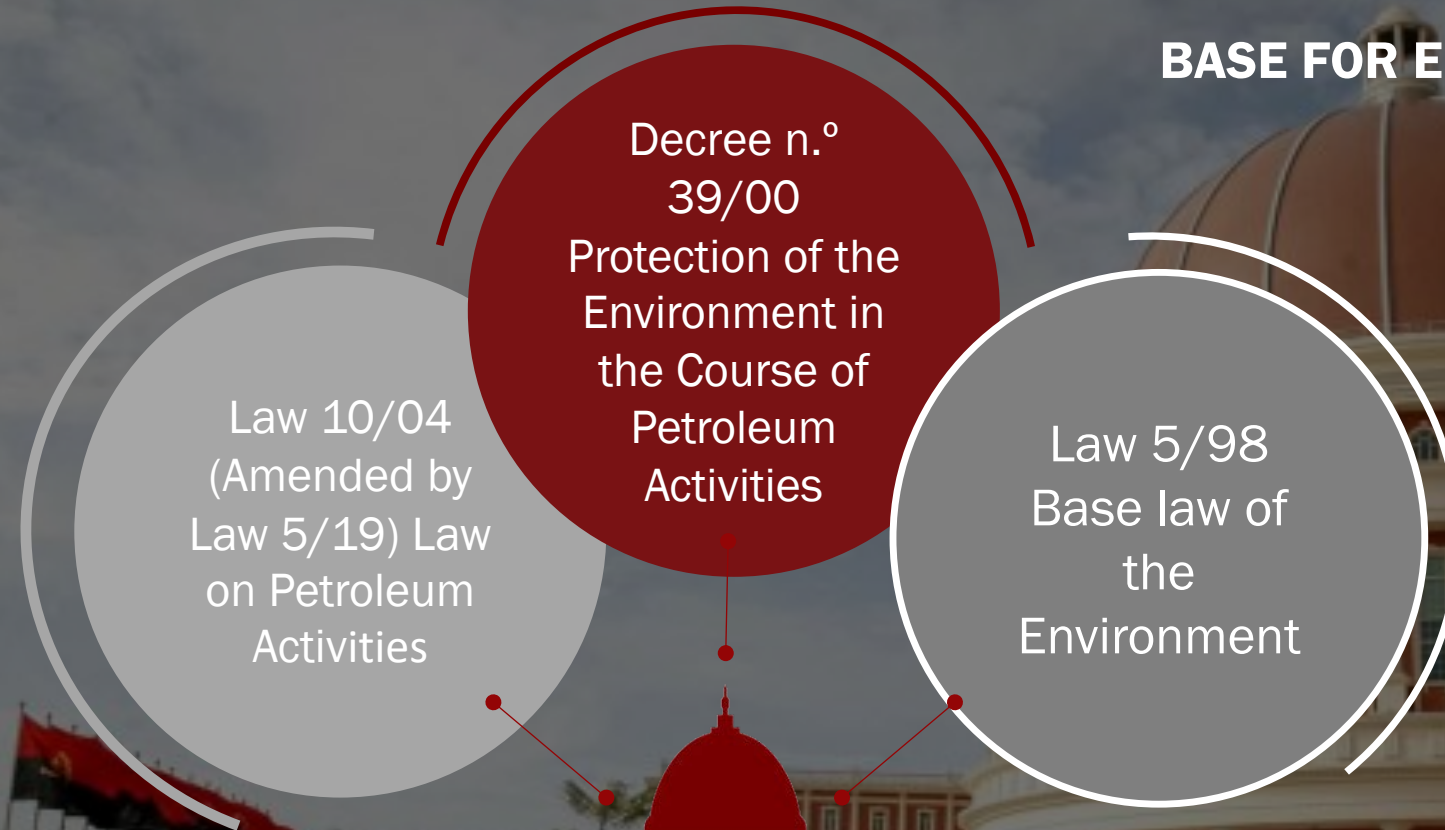 BASE FOR E
Decree n.º
39/00
Protection of the
Environment in
the Course of
Petroleum
Activities
Law 10/04
(Amended by
Law 5/19) Law
on Petroleum
Activities
Law 5/98
Base law of
the
Environment